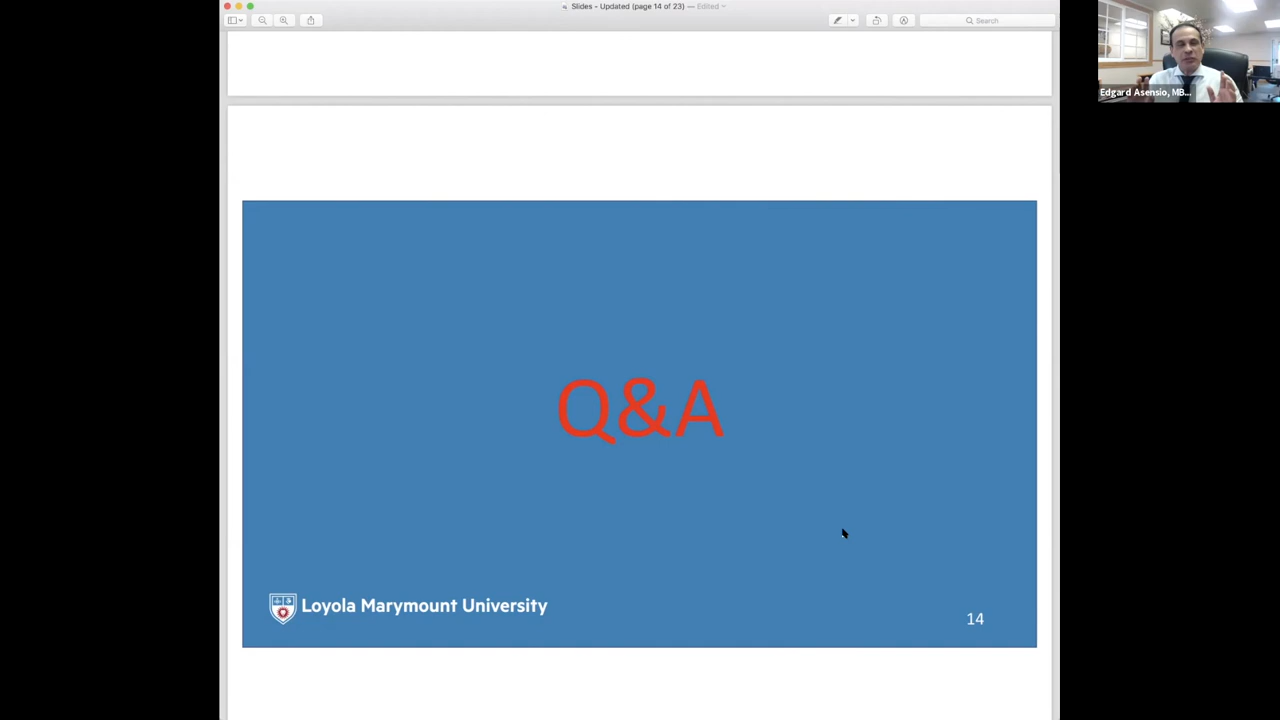 Slides - Updated (page 14 of 23) — Edited
Search
Edgard Asensio, MB...
Q&A
Loyola Marymount University
14